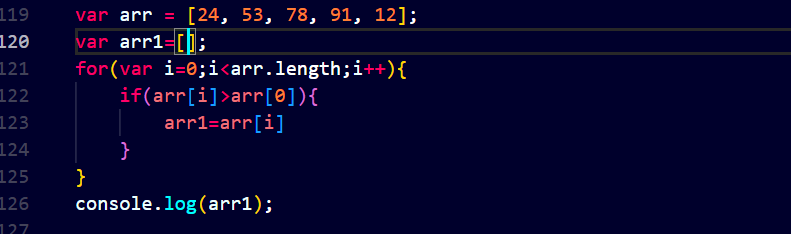 119 var arr = [24, 53, 78, 91, 12];
120 var arr1=[];
121 for(var i=0;i<arr.length;i++){
122 if(arr[i]>arr[0]){
123 arr1=arr[i]
124 }
125 }
126 console.log(arr1);
127